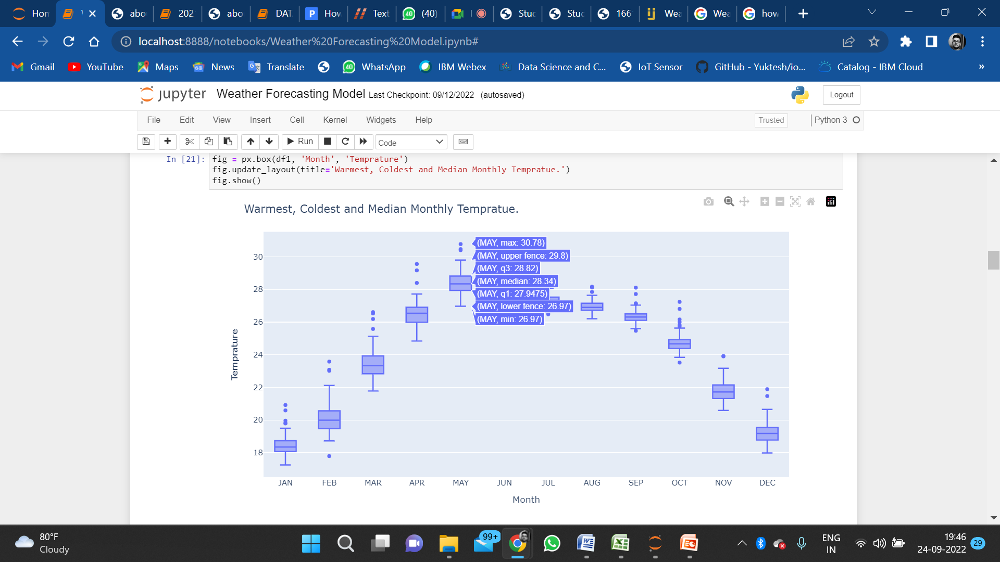 Hom
abo
202
abo
DAT
How
Text
(40)
Stud
Stud
166
Wea
Wea
how
localhost:8888/notebooks/Weather%20Forecasting%20Model.ipynb#
Gmail YouTube Maps News Translate WhatsApp IBM Webex Data Science and C... IoT Sensor GitHub - Yuktesh/io... Catalog - IBM Cloud »
jupyter Weather Forecasting Model Last Checkpoint: 09/12/2022 (autosaved)
Logout
File Edit View Insert Cell Kernel Widgets Help
Trusted
Python 3
Run
Code
In [21]: fig = px.box(df1, 'Month', 'Temprature')
fig.update_layout(title='Warmest, Coldest and Median Monthly Tempratue.')
fig.show()
Warmest, Coldest and Median Monthly Tempratue.
(MAY, max: 30.78)
(MAY, upper fence: 29.8)
(MAY, q3: 28.82)
(MAY, median: 28.34)
(MAY, q1: 27.9475)
(MAY, lower fence: 26.97)
(MAY, min: 26.97)
30
28
26
24
22
20
18
Temprature
JAN FEB MAR APR MAY JUN JUL AUG SEP OCT NOV DEC
Month
80°F
Cloudy
99+
ENG
IN
19:46
24-09-2022
29